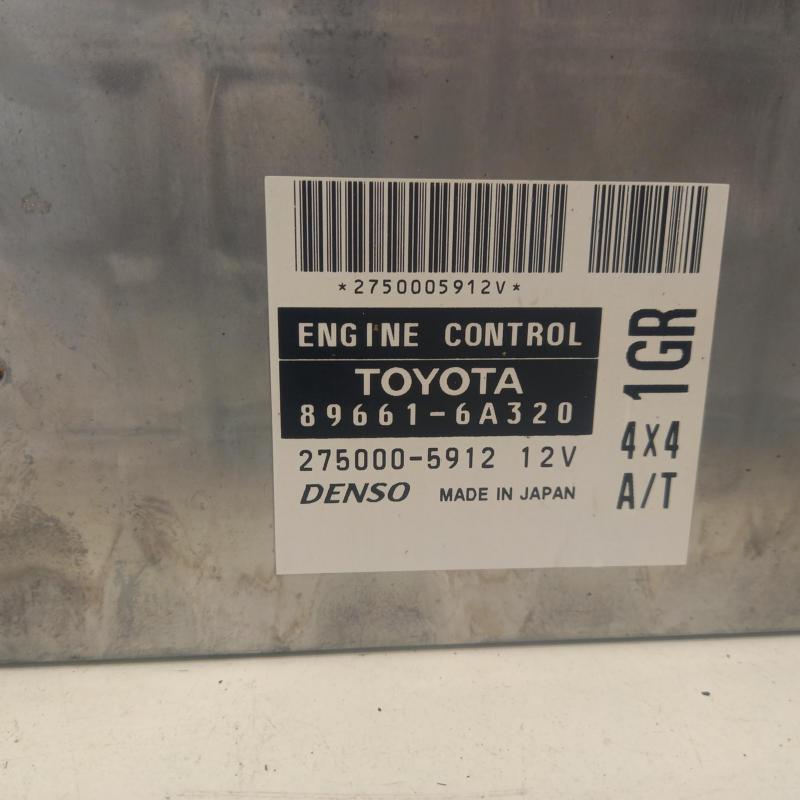 *2750005912V*
ENGINE CONTROL
TOYOTA
89661-6A320
275000-5912 12V
DENSO MADE IN JAPAN
1GR
4X4
A/T